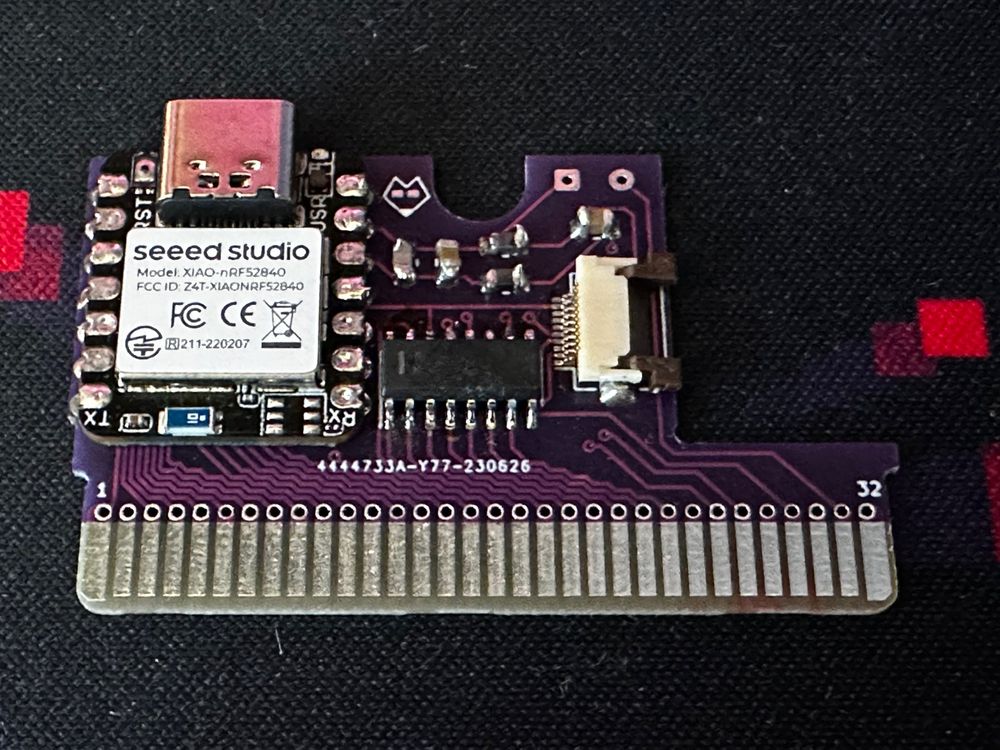 RST
USR
seeed studio
Model: XIAO-nRF52840
FCC ID: Z4T-XIAONRF52840
FC CE
R 211-220207
TX
RX
4444733A-Y77-230626
1
32